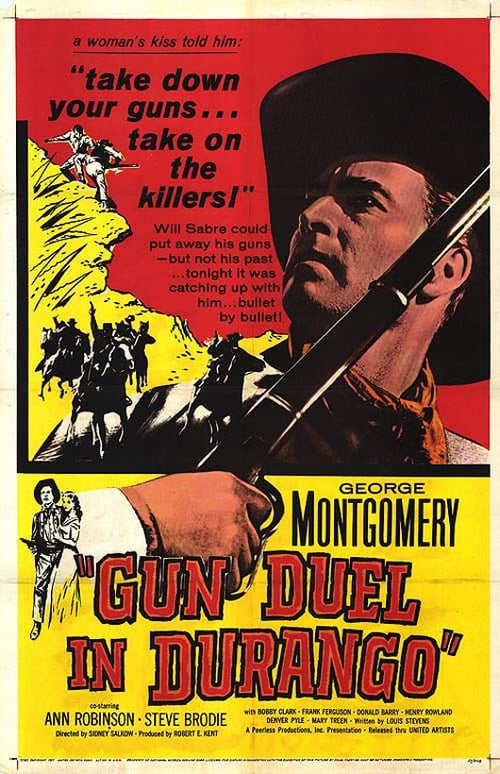 a woman's kiss told him:
"take down
your guns...
take on
the
killers!"
Will Sabre could
put away his guns
—but not his past
...tonight it was
catching up with
him...bullet
by bullet!
GEORGE
MONTGOMERY
"GUN DUEL
IN DURANGO"
co-starring
ANN ROBINSON • STEVE BRODIE
Directed by SIDNEY SALKOW • Produced by ROBERT E. KENT
with BOBBY CLARK • FRANK FERGUSON • DONALD BARRY • HENRY ROWLAND
DENVER PYLE • MARY TREEN • Written by LOUIS STEVENS
A Peerless Productions, Inc. Presentation • Released thru UNITED ARTISTS